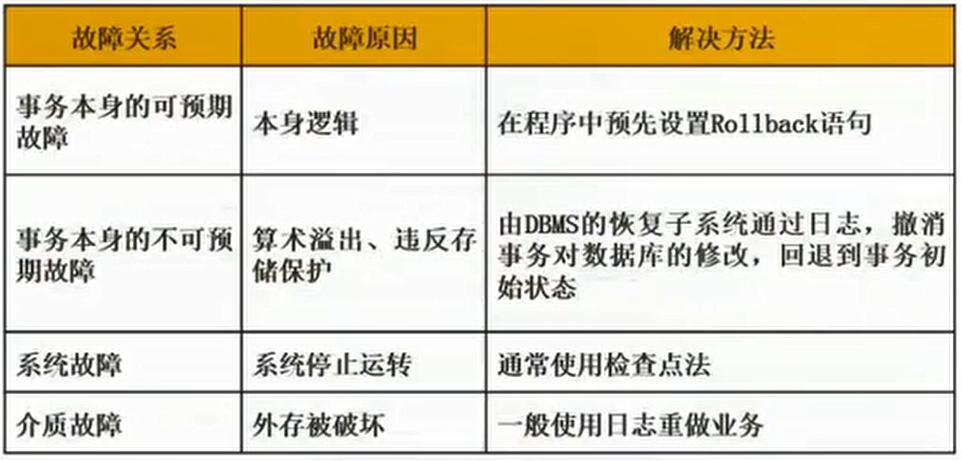 故障关系 故障原因 解决方法
事务本身的可预期
故障
本身逻辑
在程序中预先设置Rollback语句
事务本身的不可预
期故障
算术溢出、违反存
储保护
由DBMS的恢复子系统通过日志，撤消
事务对数据库的修改，回退到事务初
始状态
系统故障 系统停止运转 通常使用检查点法
介质故障 外存被破坏 一般使用日志重做业务